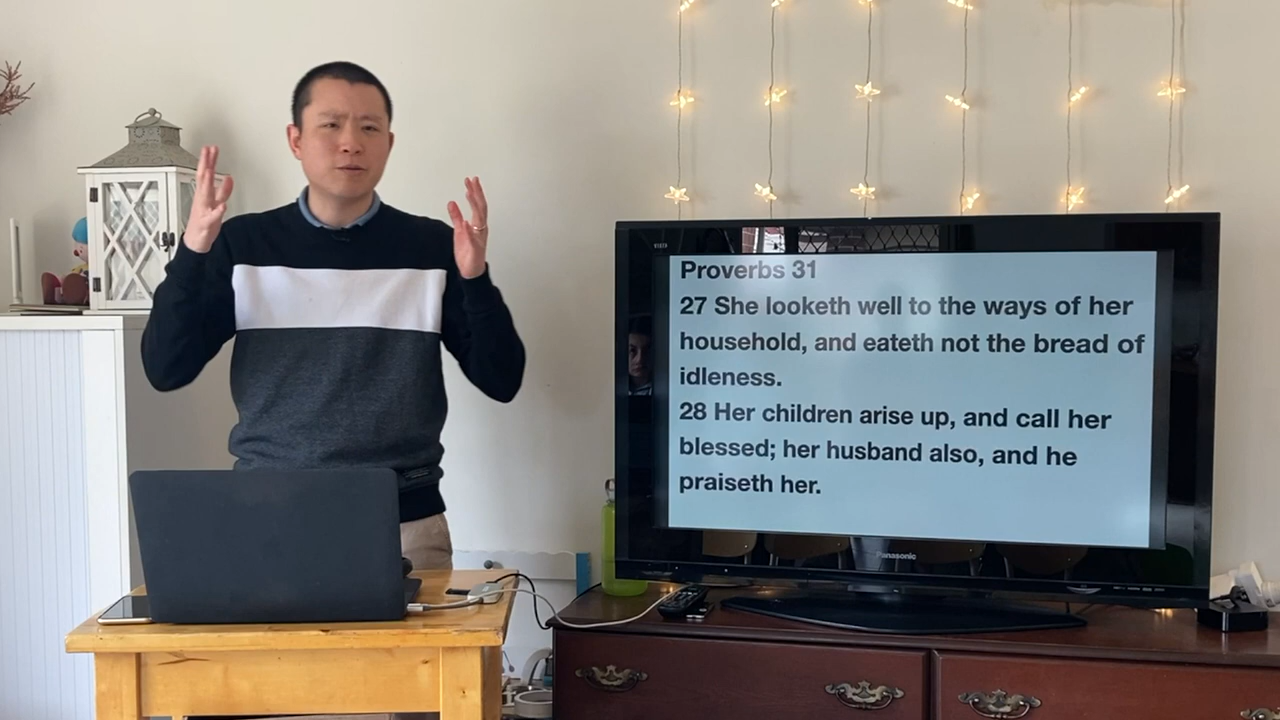 Proverbs 31
27 She looketh well to the ways of her
household, and eateth not the bread of
idleness.
28 Her children arise up, and call her
blessed; her husband also, and he
praiseth her.
Panasonic